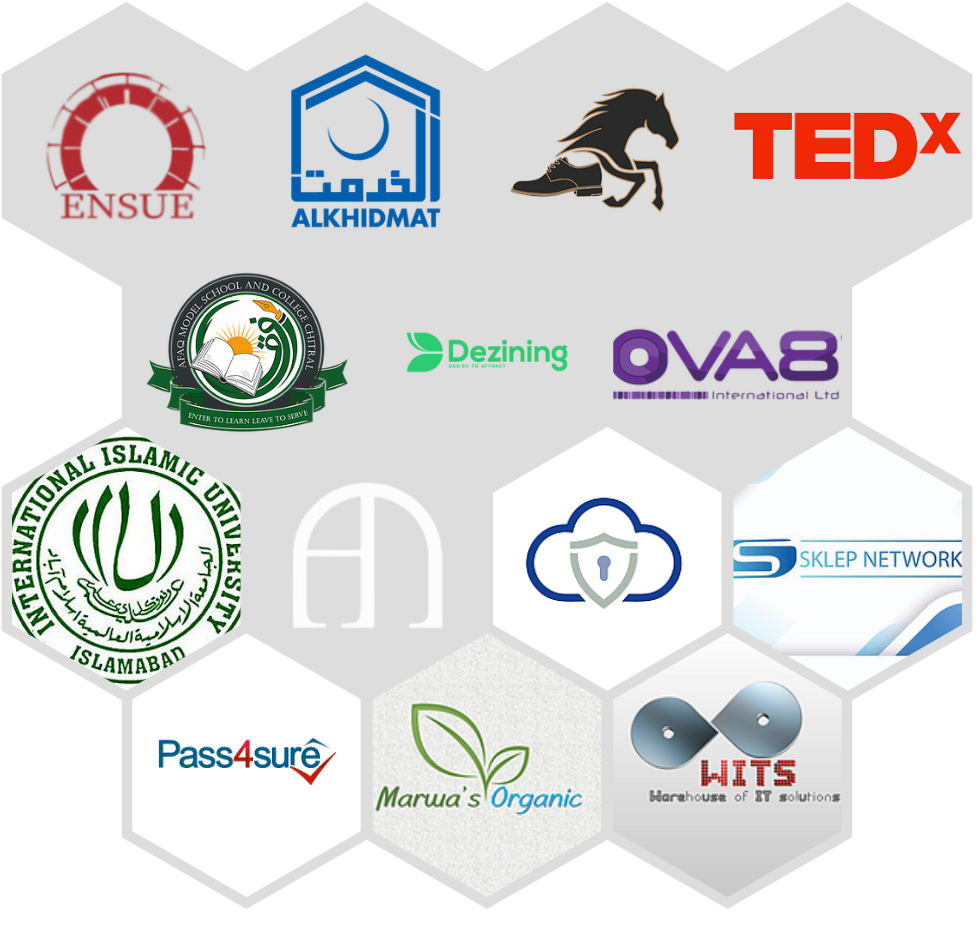 ENSUE
الخدمت
ALKHIDMAT
TEDx
AFAQ MODEL SCHOOL AND COLLEGE CHITRAL
ENTER TO LEARN LEAVE TO SERVE
Dezining
DESIGN TO ATTRACT
OVA8
International Ltd
INTERNATIONAL ISLAMIC UNIVERSITY
الجامعة الإسلامية العالمية اسلام آباد
ISLAMABAD
SKLEP NETWORK
Pass4sure
Marwa's Organic
WITS
Warehouse of IT solutions